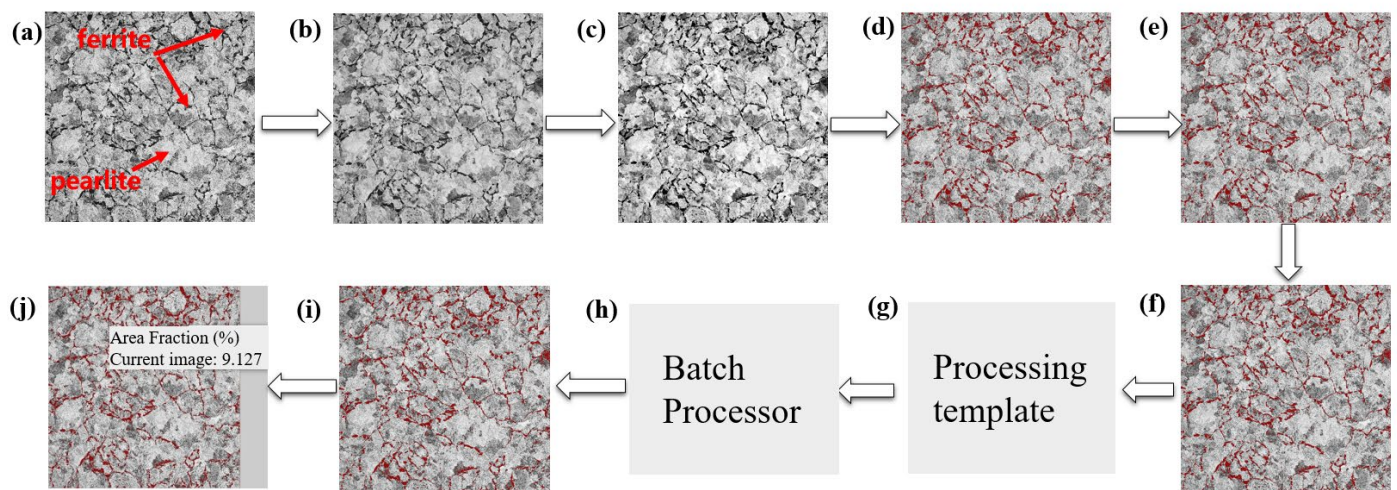 (a)
ferrite
pearlite
(b)
(c)
(d)
(e)
(j)
Area Fraction (%)
Current image: 9.127
(i)
(h)
Batch
Processor
(g)
Processing
template
(f)